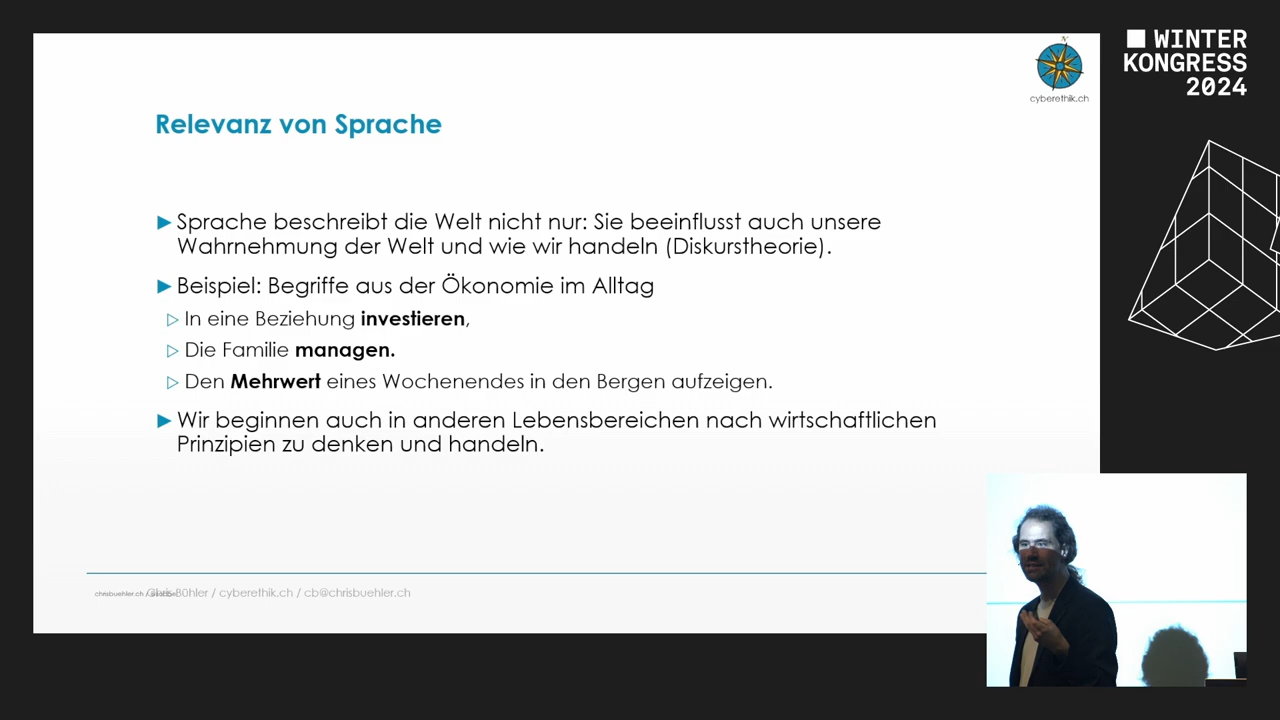 WINTER
KONGRESS
2024
N
cyberethik.ch
Relevanz von Sprache
Sprache beschreibt die Welt nicht nur: Sie beeinflusst auch unsere
Wahrnehmung der Welt und wie wir handeln (Diskurstheorie).
Beispiel: Begriffe aus der Ökonomie im Alltag
In eine Beziehung investieren,
Die Familie managen.
Den Mehrwert eines Wochenendes in den Bergen aufzeigen.
Wir beginnen auch in anderen Lebensbereichen nach wirtschaftlichen
Prinzipien zu denken und handeln.
chrisbuehler.ch / Bühler / cyberethik.ch / cb@chrisbuehler.ch